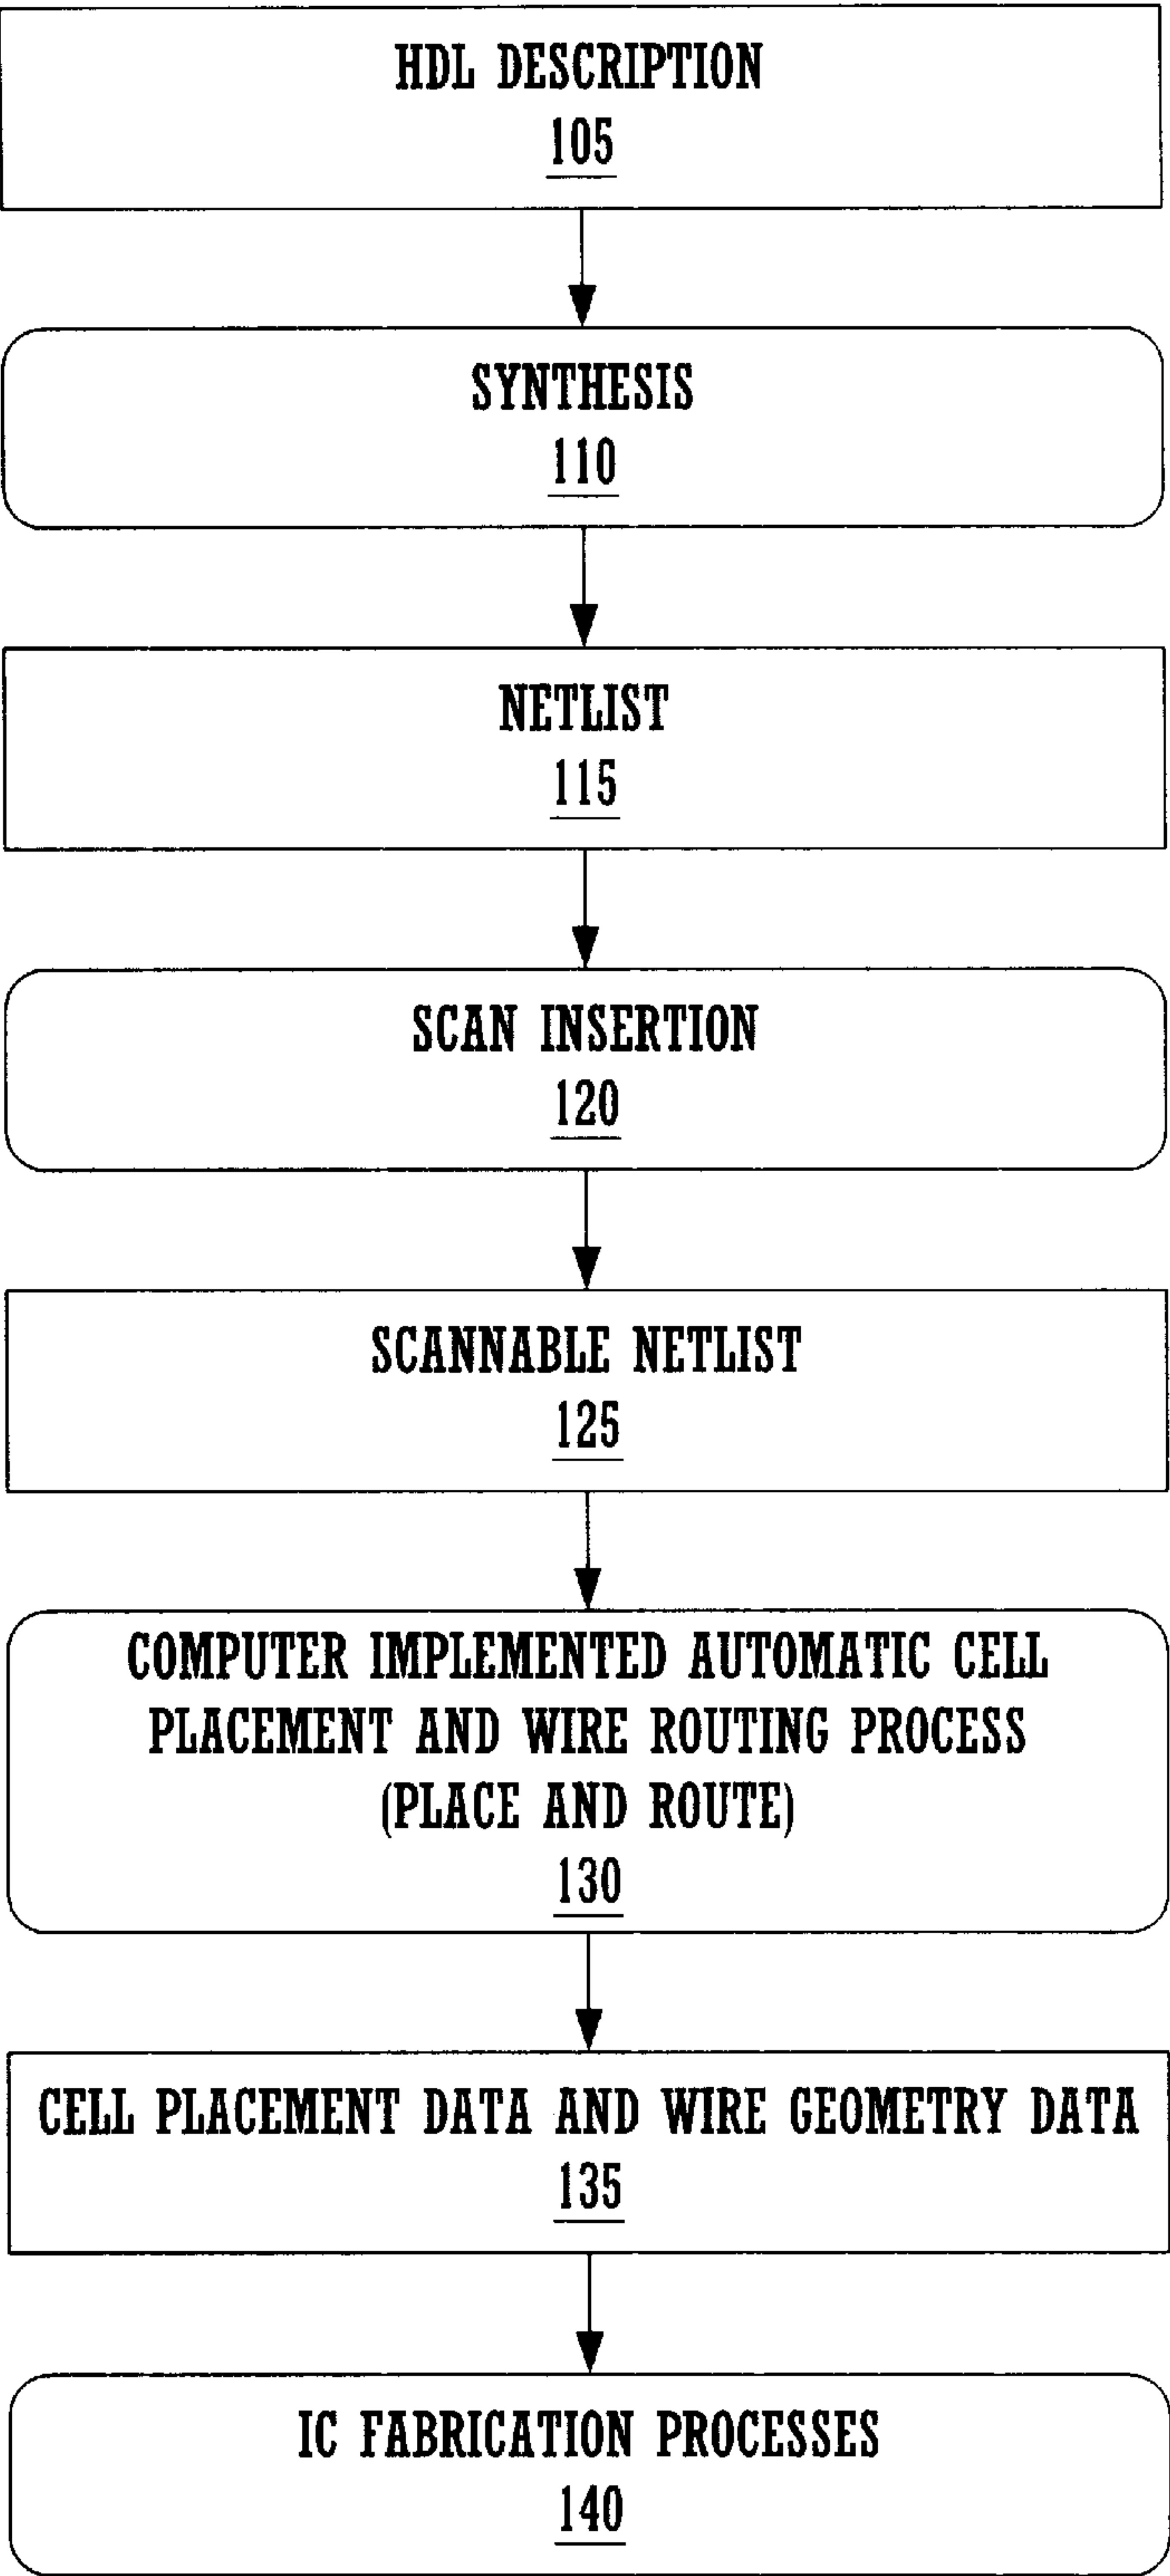 HDL DESCRIPTION
105
SYNTHESIS
110
NETLIST
115
SCAN INSERTION
120
SCANNABLE NETLIST
125
COMPUTER IMPLEMENTED AUTOMATIC CELL
PLACEMENT AND WIRE ROUTING PROCESS
(PLACE AND ROUTE)
130
CELL PLACEMENT DATA AND WIRE GEOMETRY DATA
135
IC FABRICATION PROCESSES
140